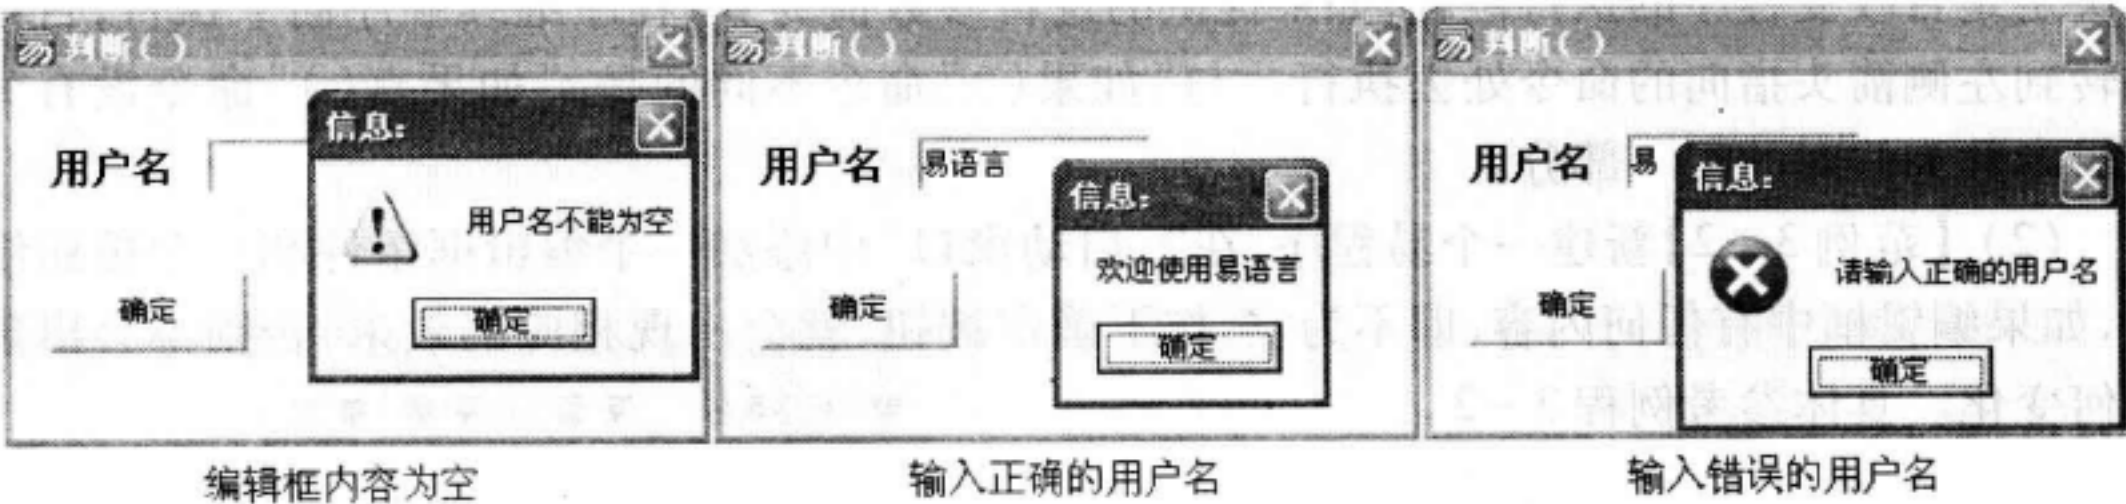 易 判断( )
用户名
信息:
用户名不能为空
确定
确定
编辑框内容为空
易 判断( )
用户名
易语言
信息:
欢迎使用易语言
确定
确定
输入正确的用户名
易 判断( )
用户名
易
信息:
请输入正确的用户名
确定
确定
输入错误的用户名